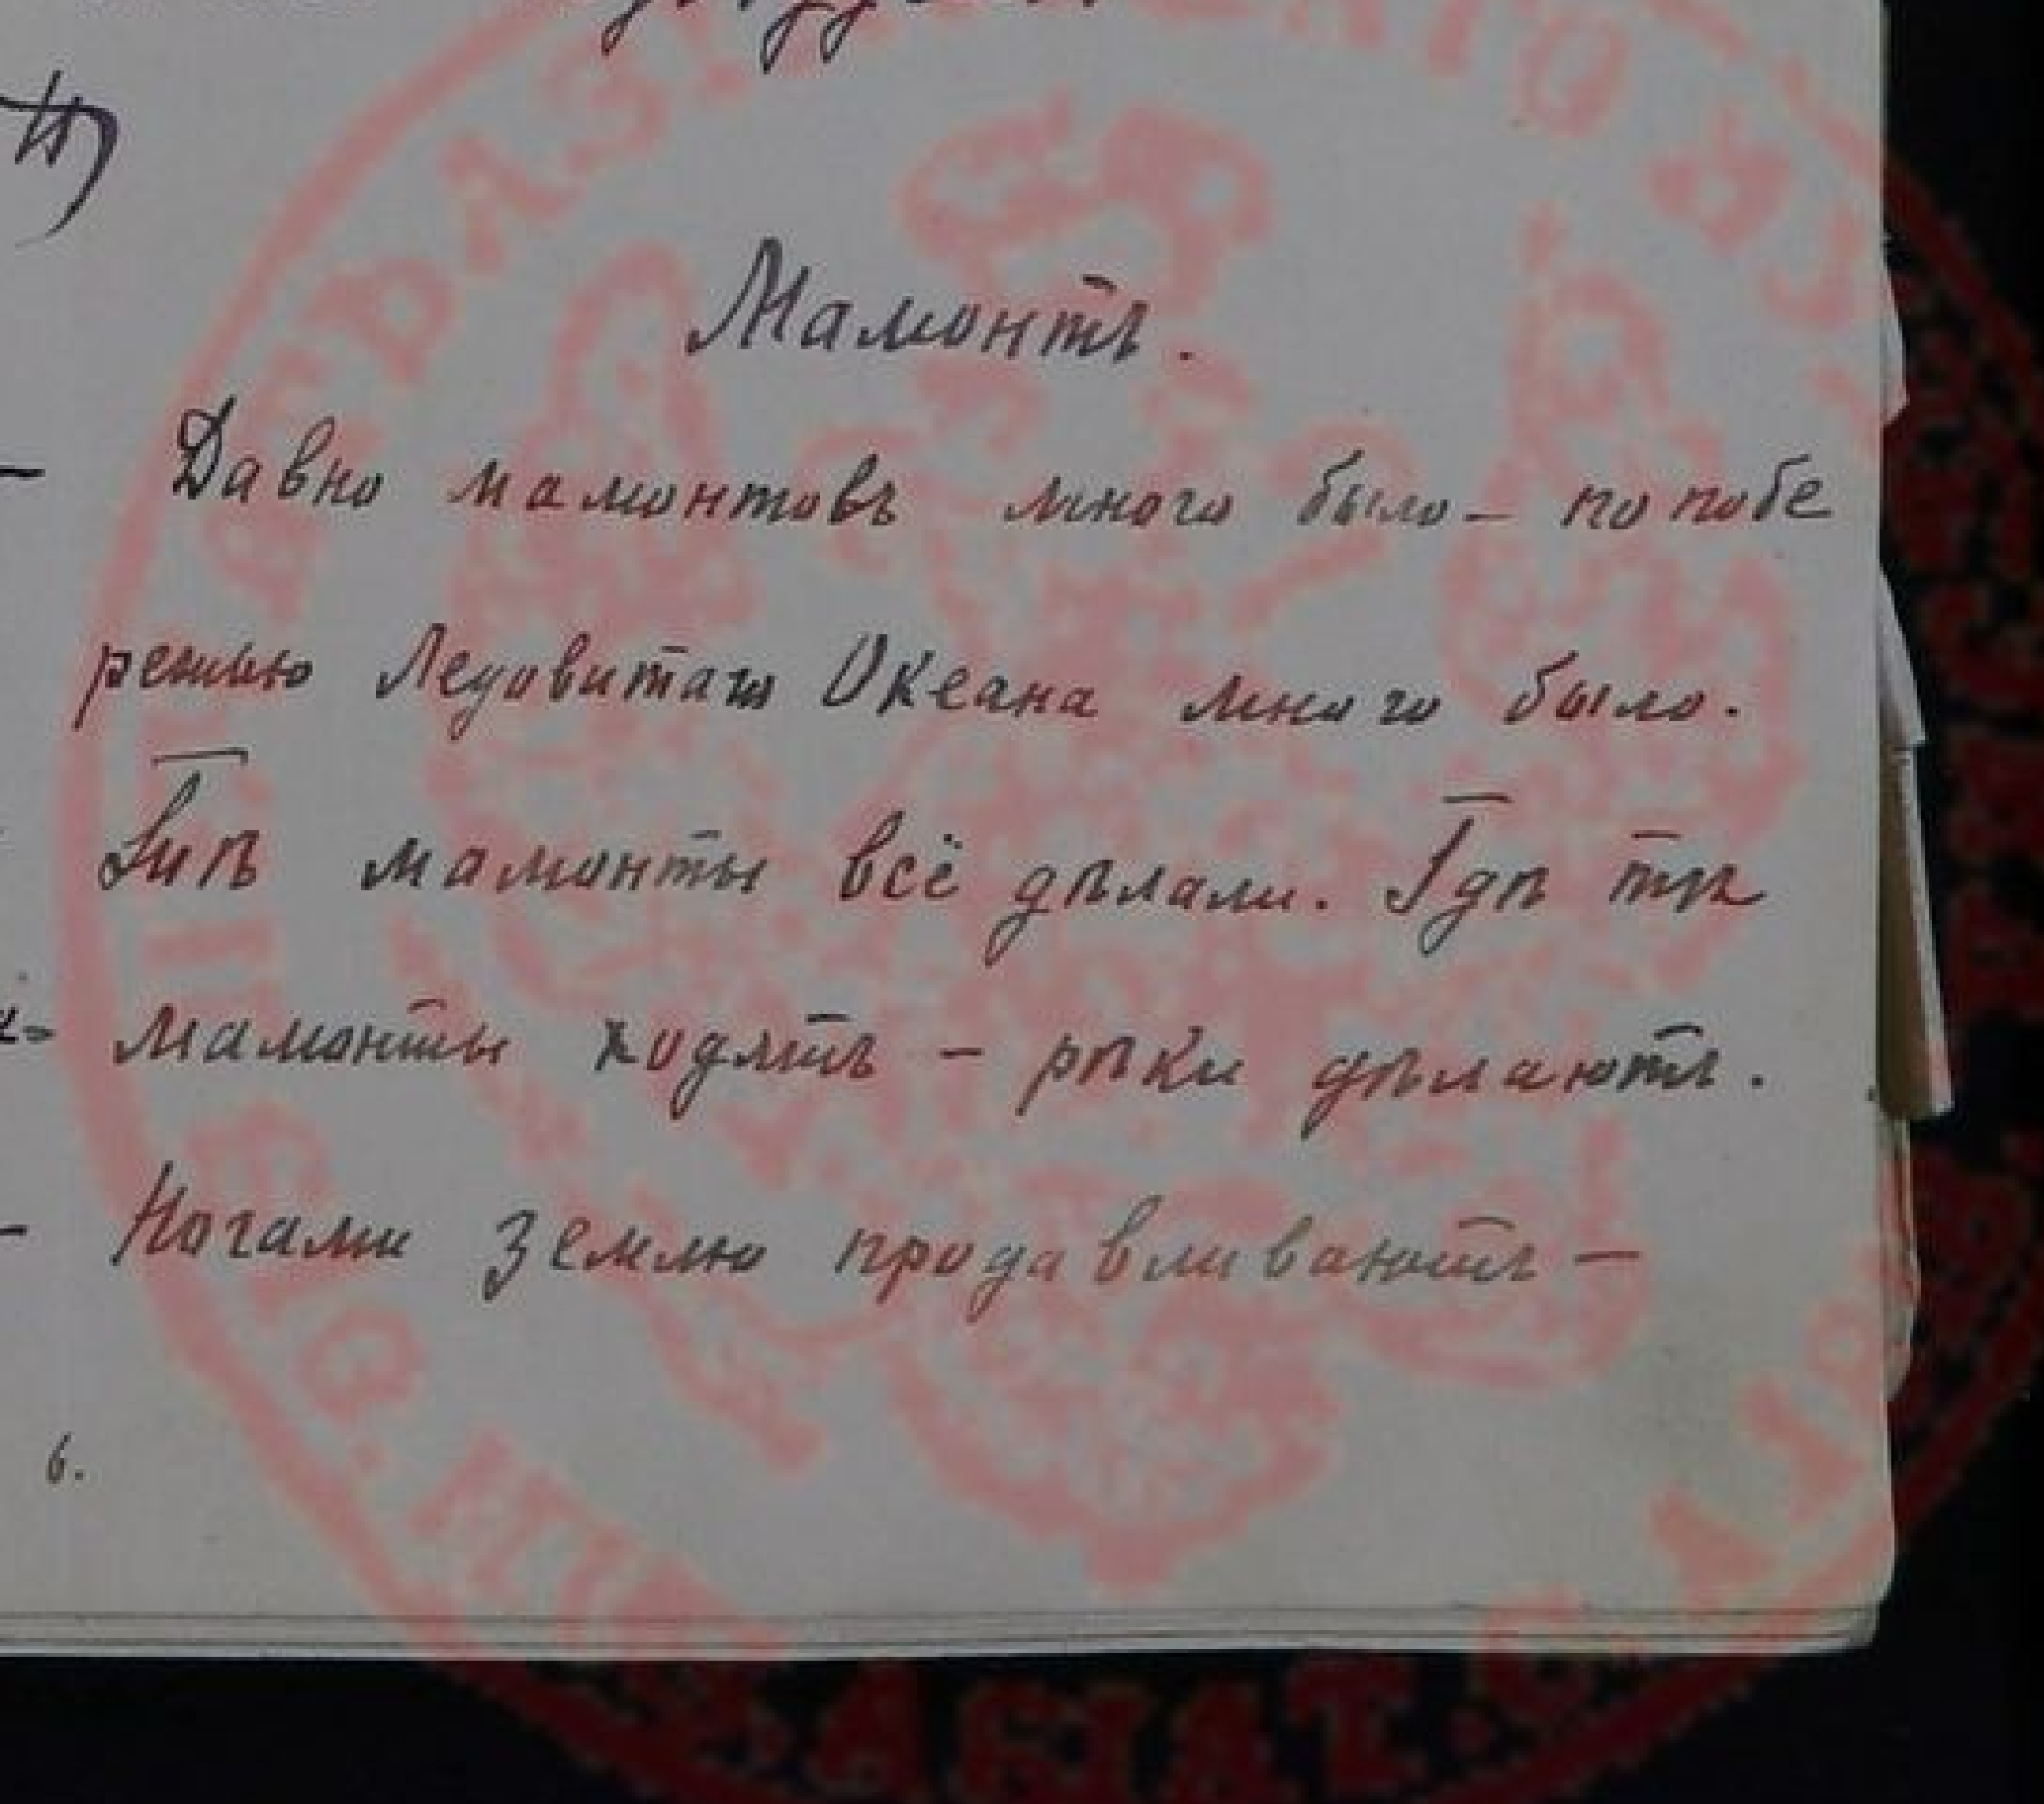 Мамонтъ.
Давно мамонтовъ много было – по побе
режью Ледовитаго Океана много было.
мамонты всё дѣлали. Гдѣ тѣ
мамонты ходятъ – рѣки дѣлаютъ.
Ногами землю продавливаютъ –
6.